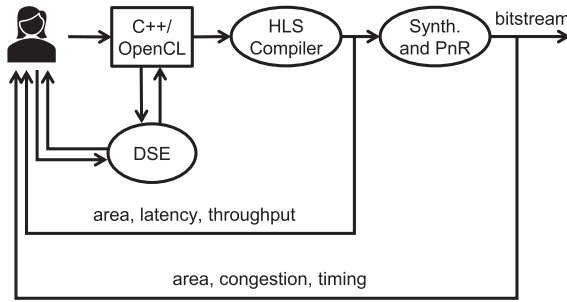 C++/
OpenCL
HLS
Compiler
Synth.
and PnR
bitstream
DSE
area, latency, throughput
area, congestion, timing